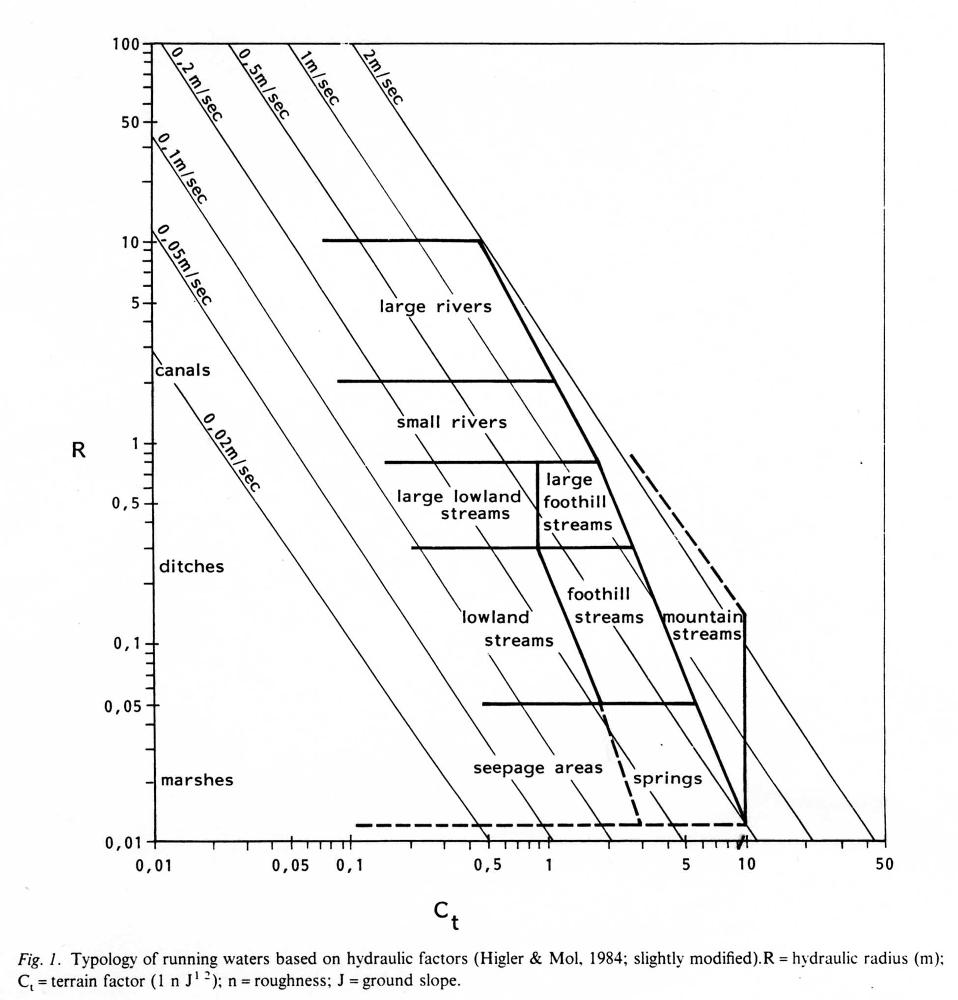 100
50
10
5
1
0,5
0,1
0,05
0,01
R
0,2 m/sec
0,5m/sec
1m/sec
2m/sec
0,1m/sec
0,05m/sec
0,02m/sec
large rivers
canals
small rivers
large
foothill
streams
large lowland
streams
ditches
foothill
streams
lowland
streams
mountain
streams
seepage areas
springs
marshes
0,01
0,05
0,1
0,5
1
5
10
50
Ct
Fig. 1. Typology of running waters based on hydraulic factors (Higler & Mol, 1984; slightly modified).R = hydraulic radius (m);
Ct = terrain factor (1 n J¹ ²); n = roughness; J = ground slope.